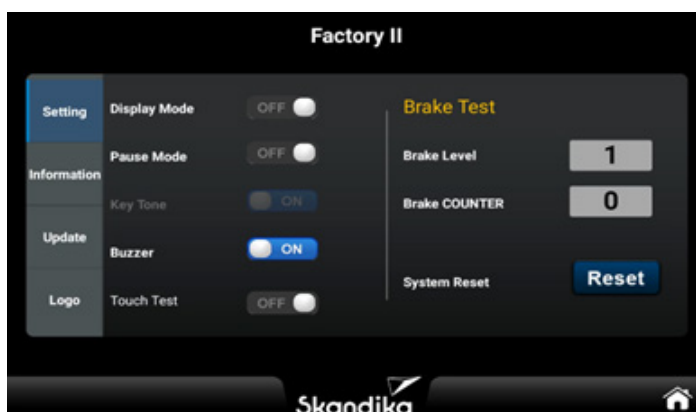 Factory II
Setting
Information
Update
Logo
Display Mode OFF
Pause Mode OFF
Key Tone ON
Buzzer ON
Touch Test OFF
Brake Test
Brake Level 1
Brake COUNTER 0
System Reset Reset
Skandika